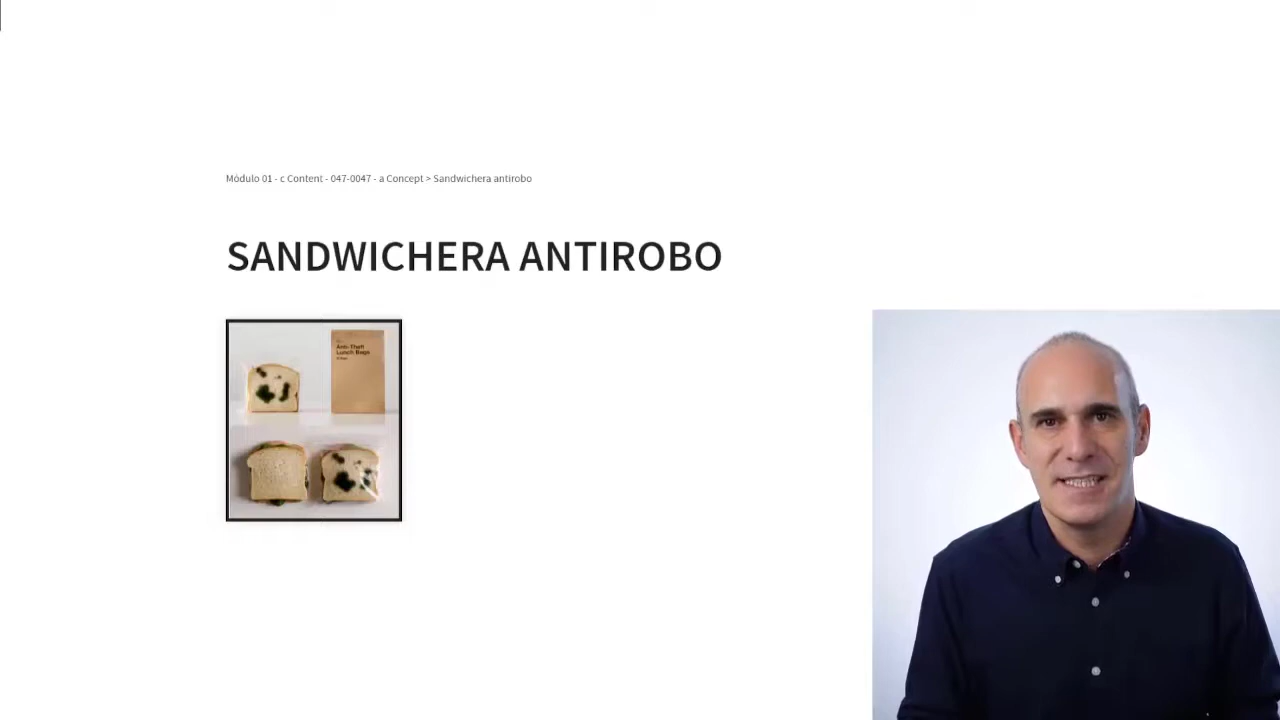 Módulo 01 - c Content - 047-0047 - a Concept > Sandwichera antirobo
SANDWICHERA ANTIROBO
Anti-Theft
Lunch Bags